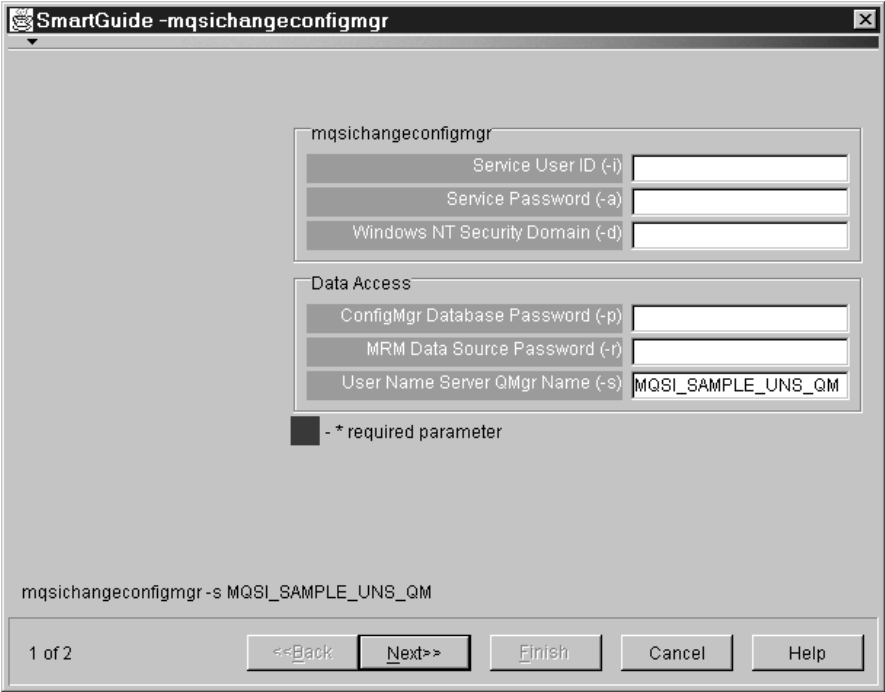 SmartGuide -mqsichangeconfigmgr
mqsichangeconfigmgr
Service User ID (-i)
Service Password (-a)
Windows NT Security Domain (-d)
Data Access
ConfigMgr Database Password (-p)
MRM Data Source Password (-r)
User Name Server QMgr Name (-s) MQSI_SAMPLE_UNS_QM
- * required parameter
mqsichangeconfigmgr -s MQSI_SAMPLE_UNS_QM
1 of 2 <<Back Next>> Finish Cancel Help